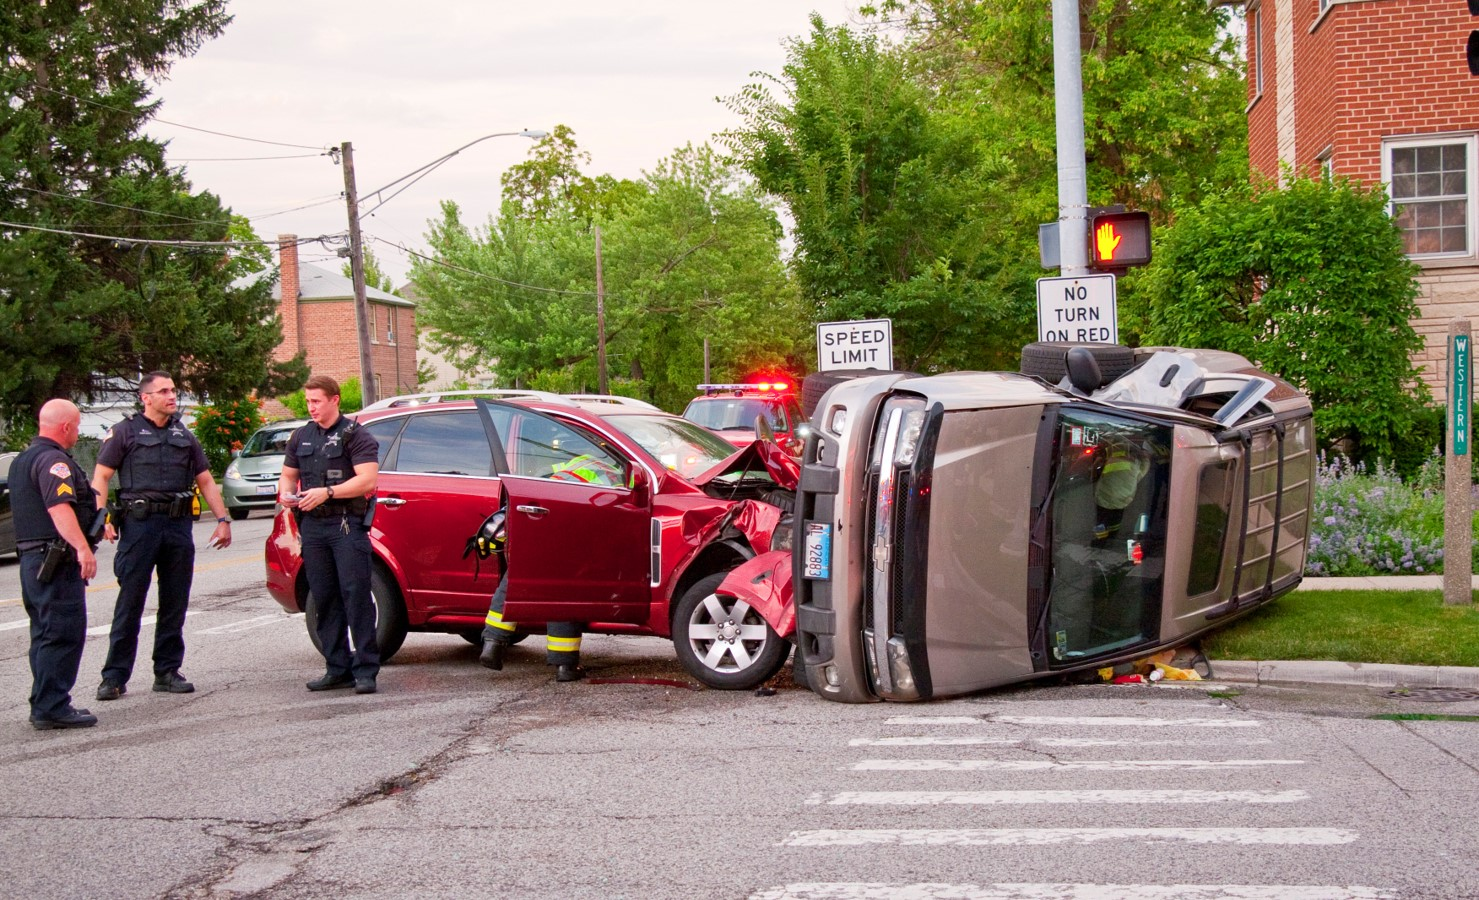 SPEED
LIMIT
NO
TURN
ON RED
WESTERN